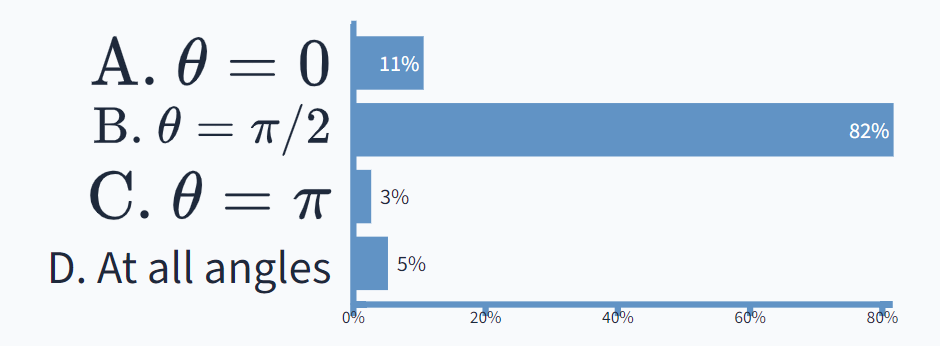 A. θ = 0
11%
B. θ = π/2
82%
C. θ = π
3%
D. At all angles
5%
0% 20% 40% 60% 80%